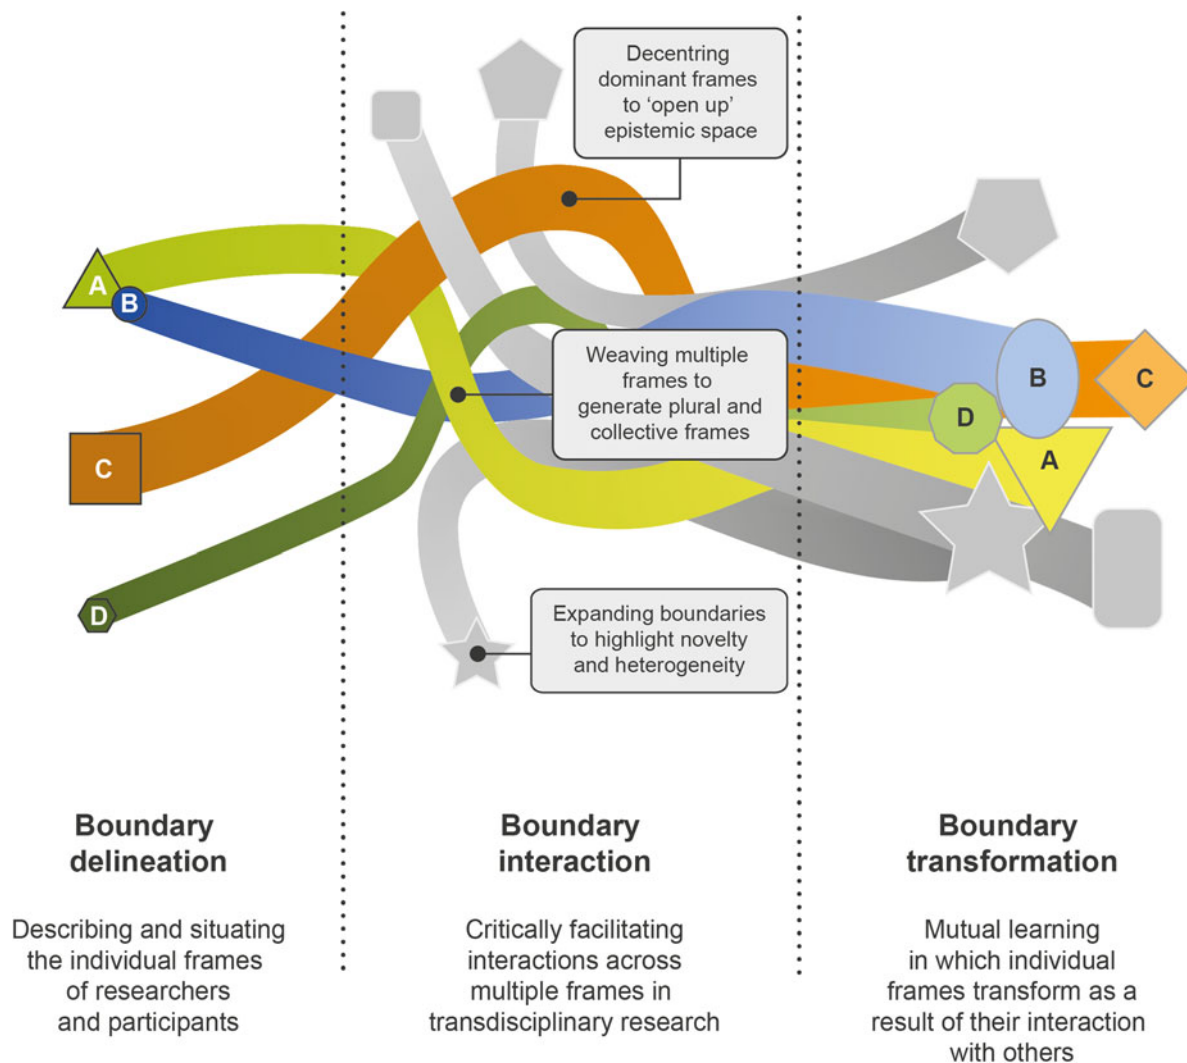 Decentring
dominant frames
to ‘open up’
epistemic space
A
B
C
D
Weaving multiple
frames to
generate plural and
collective frames
B
C
D
A
Expanding boundaries
to highlight novelty
and heterogeneity
Boundary
delineation
Describing and situating
the individual frames
of researchers
and participants
Boundary
interaction
Critically facilitating
interactions across
multiple frames in
transdisciplinary research
Boundary
transformation
Mutual learning
in which individual
frames transform as a
result of their interaction
with others